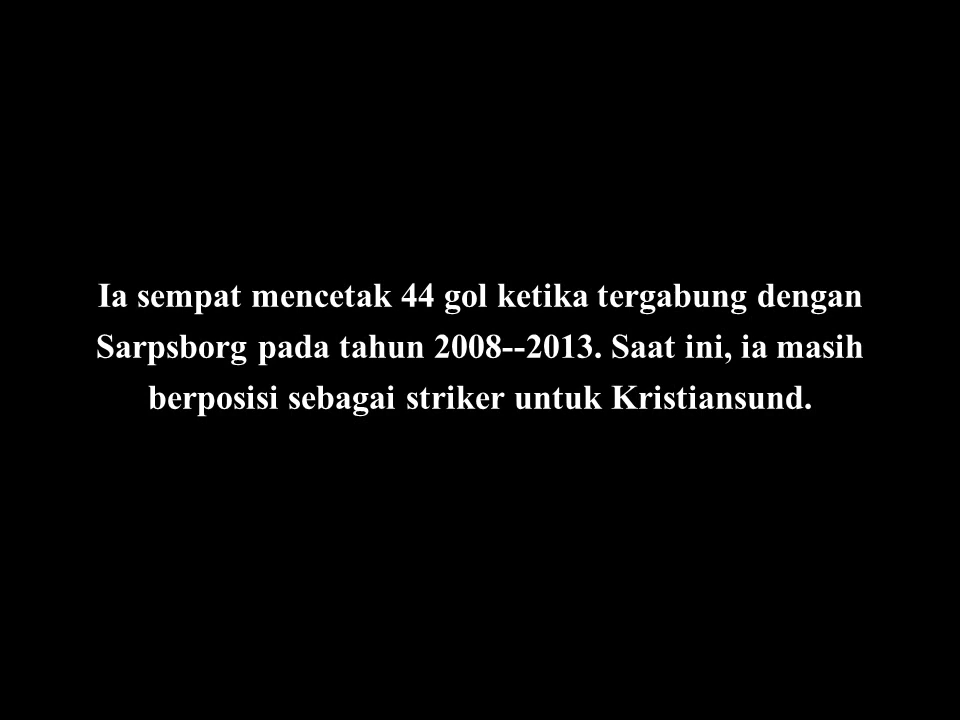 Ia sempat mencetak 44 gol ketika tergabung dengan
Sarpsborg pada tahun 2008--2013. Saat ini, ia masih
berposisi sebagai striker untuk Kristiansund.